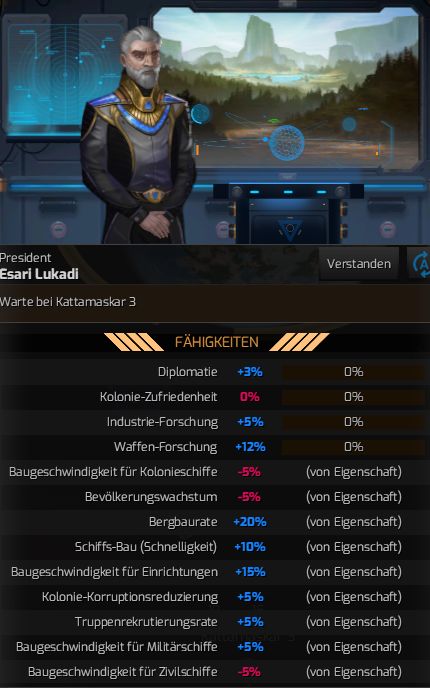 President
Esari Lukadi
Verstanden
Warte bei Kattamaskar 3
FÄHIGKEITEN
Diplomatie +3% 0%
Kolonie-Zufriedenheit 0% 0%
Industrie-Forschung +5% 0%
Waffen-Forschung +12% 0%
Baugeschwindigkeit für Kolonieschiffe -5% (von Eigenschaft)
Bevölkerungswachstum -5% (von Eigenschaft)
Bergbaurate +20% (von Eigenschaft)
Schiffs-Bau (Schnelligkeit) +10% (von Eigenschaft)
Baugeschwindigkeit für Einrichtungen +15% (von Eigenschaft)
Kolonie-Korruptionsreduzierung +5% (von Eigenschaft)
Truppenrekrutierungsrate +5% (von Eigenschaft)
Baugeschwindigkeit für Militärschiffe +5% (von Eigenschaft)
Baugeschwindigkeit für Zivilschiffe -5% (von Eigenschaft)